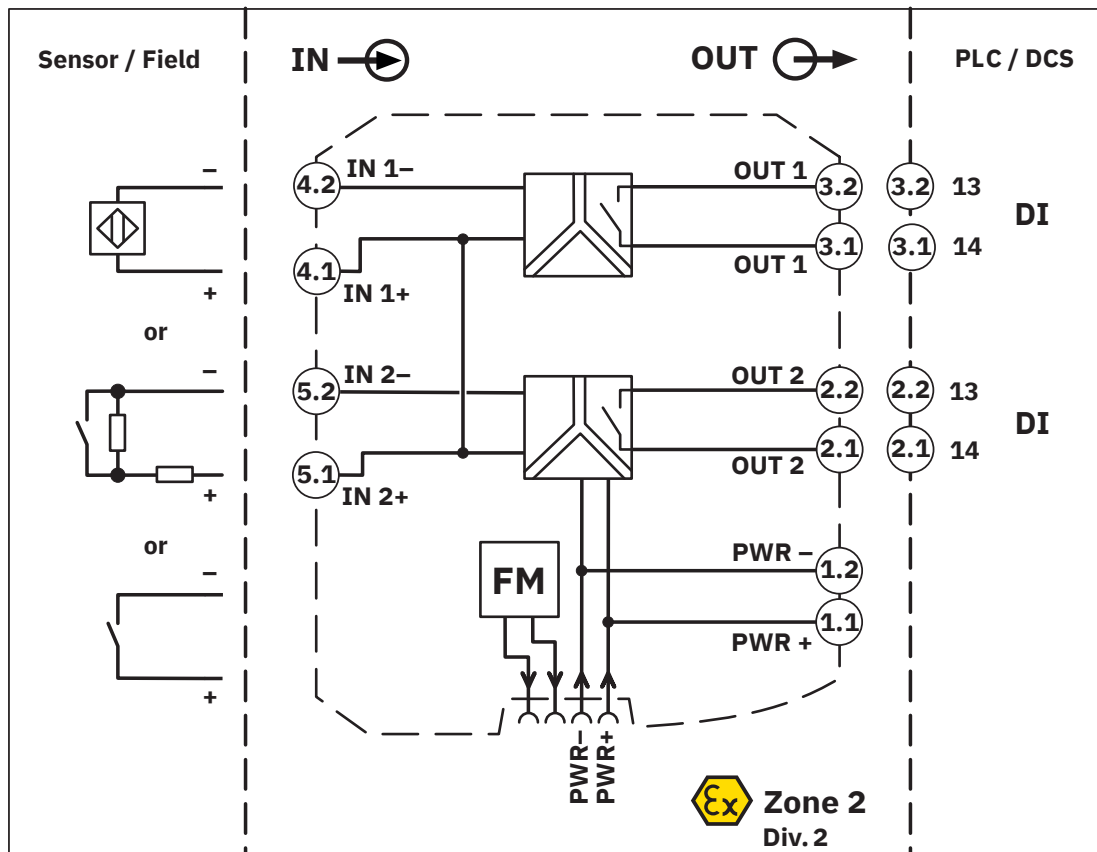 Sensor / Field
IN
OUT
PLC / DCS
–
+
or
–
+
or
–
+
4.2 IN 1–
4.1 IN 1+
5.2 IN 2–
5.1 IN 2+
OUT 1 3.2
3.1
OUT 1
OUT 2 2.2
2.1
OUT 2
3.2 13
DI
3.1 14
2.2 13
DI
2.1 14
FM
PWR – 1.2
1.1
PWR +
PWR–
PWR+
Ex Zone 2
Div. 2